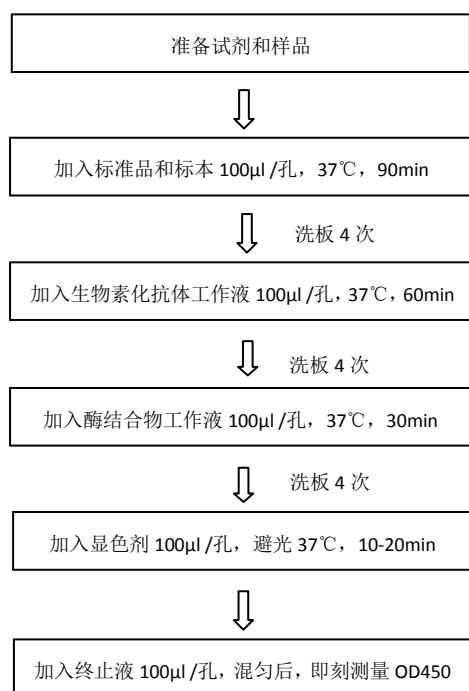 准备试剂和样品
加入标准品和标本 100μl /孔，37℃，90min
洗板 4 次
加入生物素化抗体工作液 100μl /孔，37℃，60min
洗板 4 次
加入酶结合物工作液 100μl /孔，37℃，30min
洗板 4 次
加入显色剂 100μl /孔，避光 37℃，10-20min
加入终止液 100μl /孔，混匀后，即刻测量 OD450